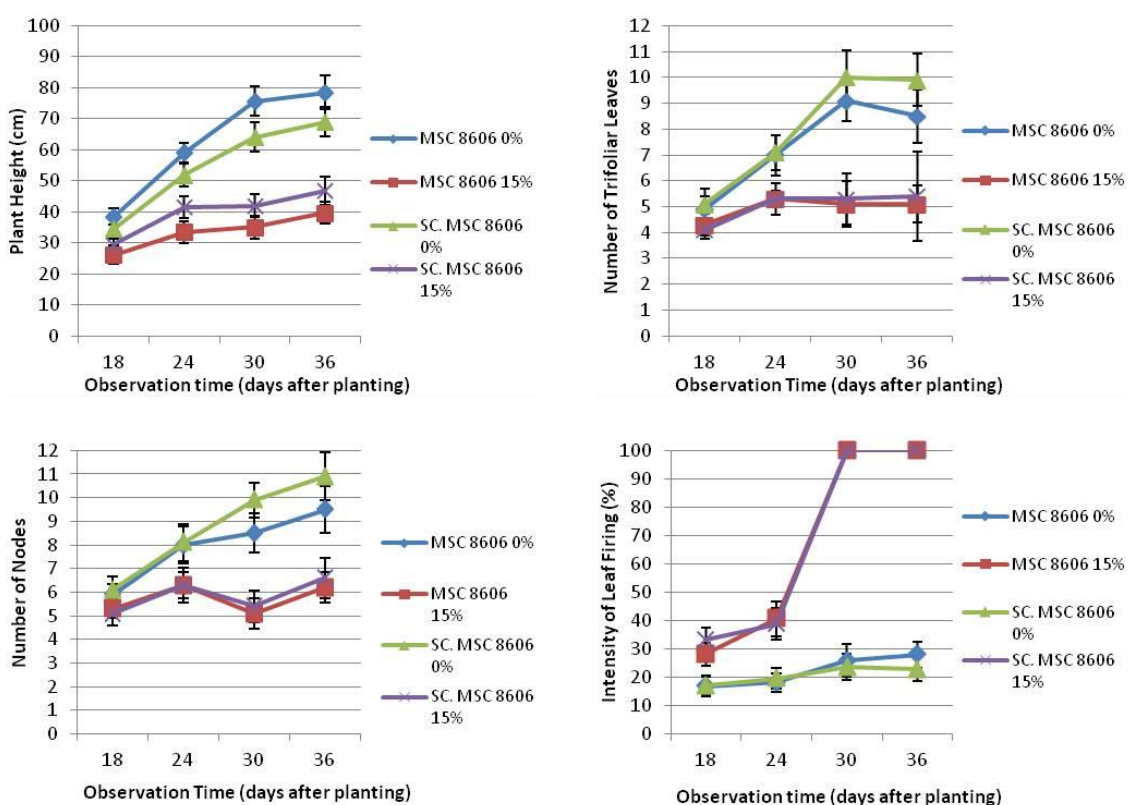 100
90
80
70
60
50
40
30
20
10
0
Plant Height (cm)
18 24 30 36
Observation time (days after planting)
MSC 8606 0%
MSC 8606 15%
SC. MSC 8606
0%
SC. MSC 8606
15%
12
11
10
9
8
7
6
5
4
3
2
1
0
Number of Trifoliar Leaves
18 24 30 36
Observation Time (days after planting)
MSC 8606 0%
MSC 8606 15%
SC. MSC 8606
0%
SC. MSC 8606
15%
12
11
10
9
8
7
6
5
4
3
2
1
0
Number of Nodes
18 24 30 36
Observation Time (days after planting)
MSC 8606 0%
MSC 8606
15%
SC. MSC 8606
0%
SC. MSC 8606
15%
100
90
80
70
60
50
40
30
20
10
0
Intensity of Leaf Firing (%)
18 24 30 36
Observation time (days after planting)
MSC 8606 0%
MSC 8606 15%
SC. MSC 8606
0%
SC. MSC 8606
15%